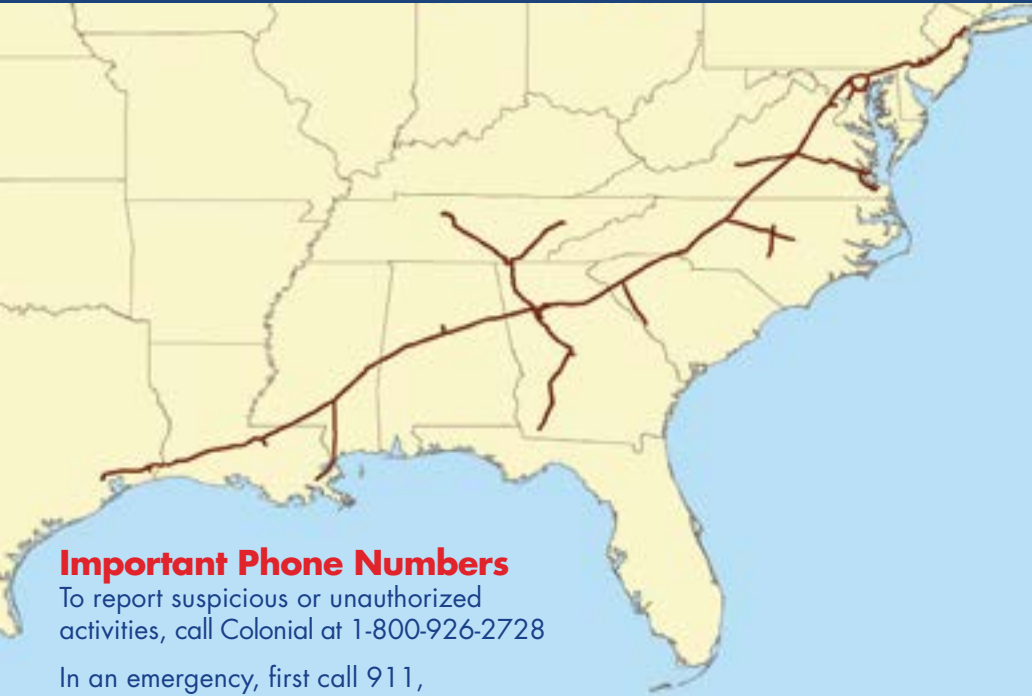 Important Phone Numbers
To report suspicious or unauthorized
activities, call Colonial at 1-800-926-2728
In an emergency, first call 911,